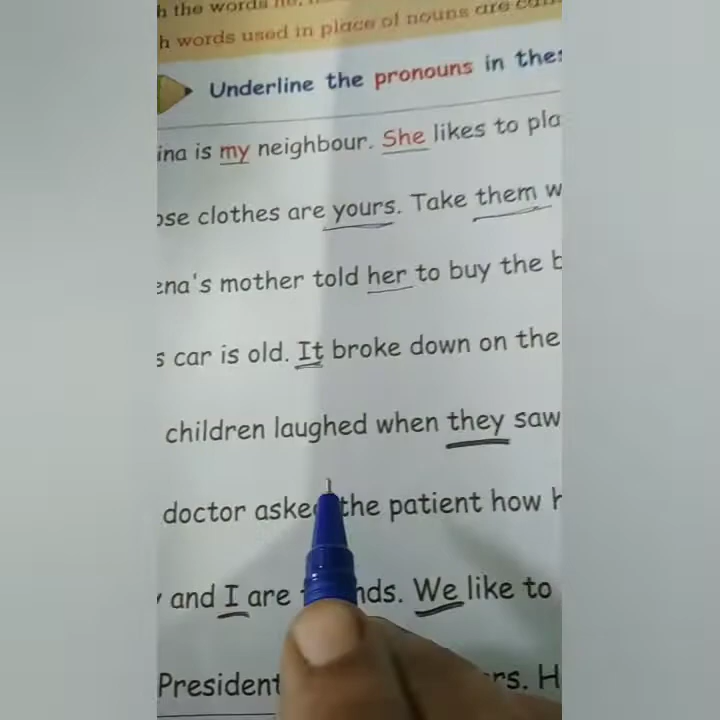 h the words he,
h words used in place of nouns are
Underline the pronouns in the
ina is my neighbour. She likes to pla
ose clothes are yours. Take them w
ena's mother told her to buy the b
s car is old. It broke down on the
children laughed when they saw
doctor aske the patient how h
and I are nds. We like to
President rs. H